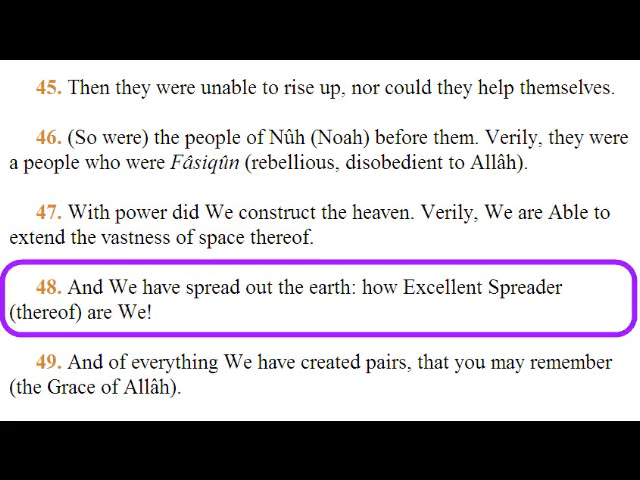 45. Then they were unable to rise up, nor could they help themselves.
46. (So were) the people of Nûh (Noah) before them. Verily, they were
a people who were Fâsiqûn (rebellious, disobedient to Allâh).
47. With power did We construct the heaven. Verily, We are Able to
extend the vastness of space thereof.
48. And We have spread out the earth: how Excellent Spreader
(thereof) are We!
49. And of everything We have created pairs, that you may remember
(the Grace of Allâh).